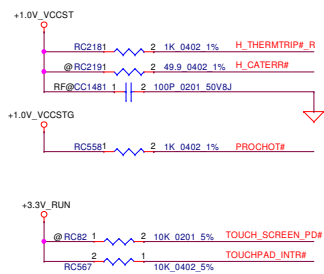 +1.0V_VCCST
RC2181 1 2 1K_0402_1% H_THERMTRIP#_R
@ RC2191 1 2 49.9_0402_1% H_CATERR#
RF@CC1481 1 2 100P_0201_50V8J
+1.0V_VCCSTG
RC5581 1 2 1K_0402_1% PROCHOT#
+3.3V_RUN
@ RC82 1 2 10K_0201_5% TOUCH_SCREEN_PD#
RC567 2 1 10K_0402_5% TOUCHPAD_INTR#